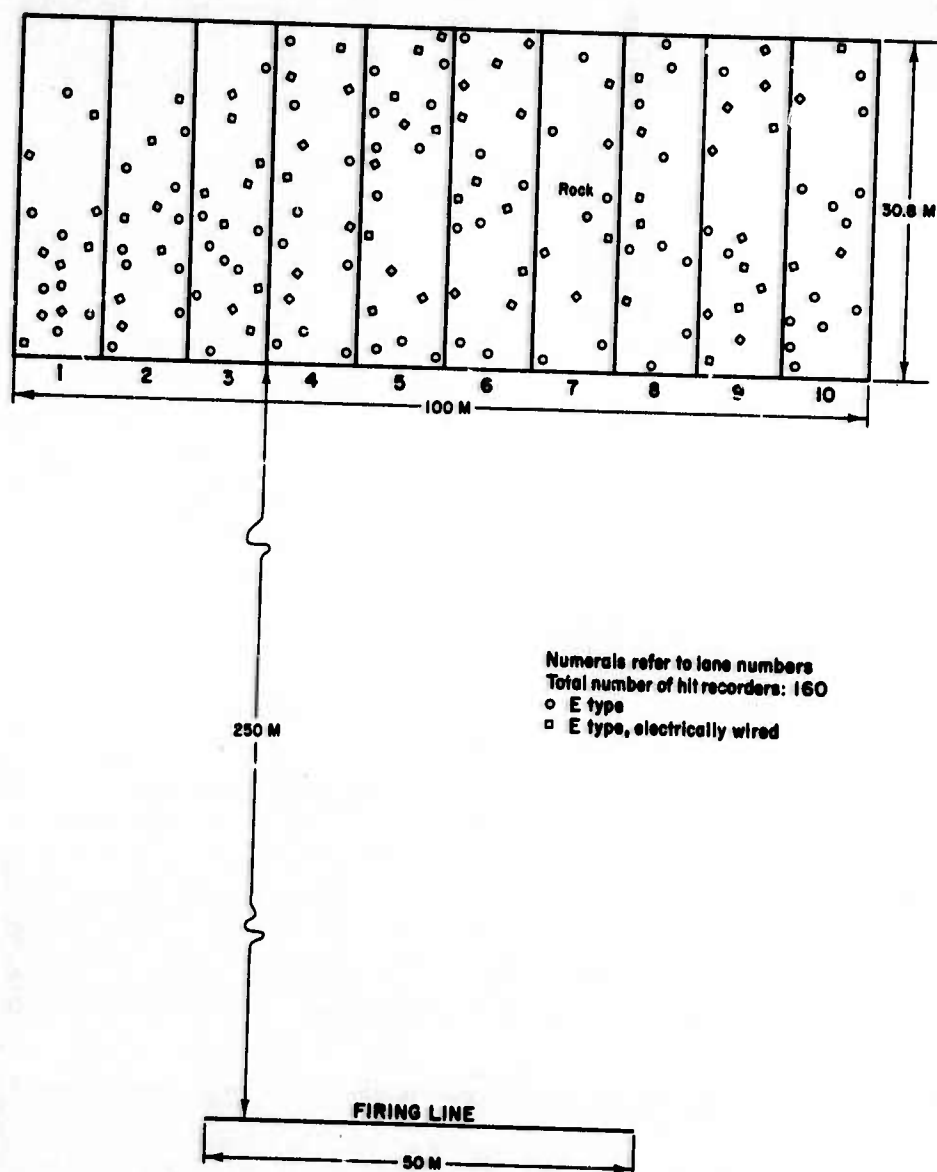 Rock
30.8 M
1 2 3 4 5 6 7 8 9 10
100 M
250 M
Numerals refer to lane numbers
Total number of hit recorders: 160
○ E type
□ E type, electrically wired
FIRING LINE
50 M